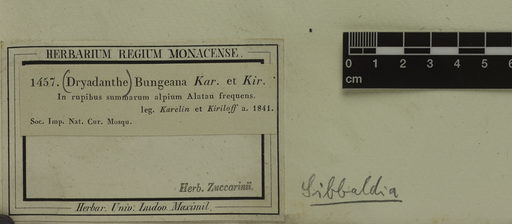 HERBARIUM REGIUM MONACENSE.
1457. (Dryadanthe) Bungeana Kar. et Kir.
In rupibus summarum alpium Alatau frequens.
leg. Karelin et Kiriloff a. 1841.
Soc. Imp. Nat. Cur. Mosqu.
Herb. Zuccarinii.
Herbar. Univ. Ludov. Maximil.
Sibbaldia
0 1 2 3 4 5 6
cm